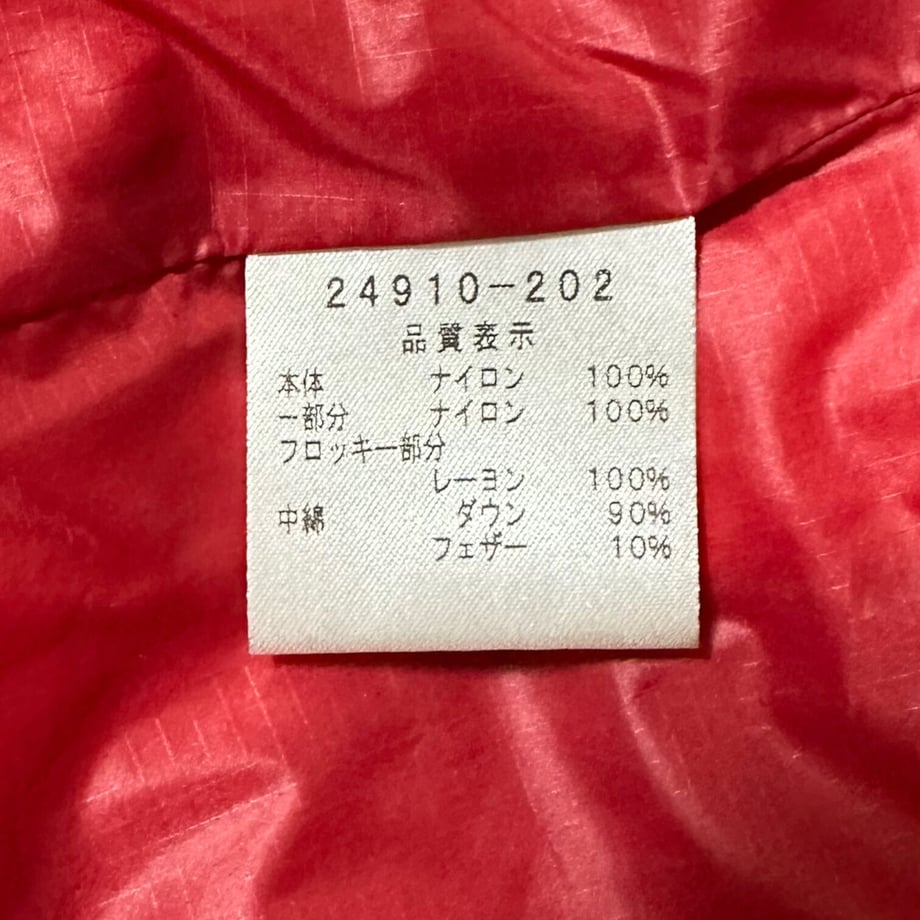 24910-202
品質表示
本体 ナイロン 100%
一部分 ナイロン 100%
フロッキー部分
レーヨン 100%
中綿 ダウン 90%
フェザー 10%